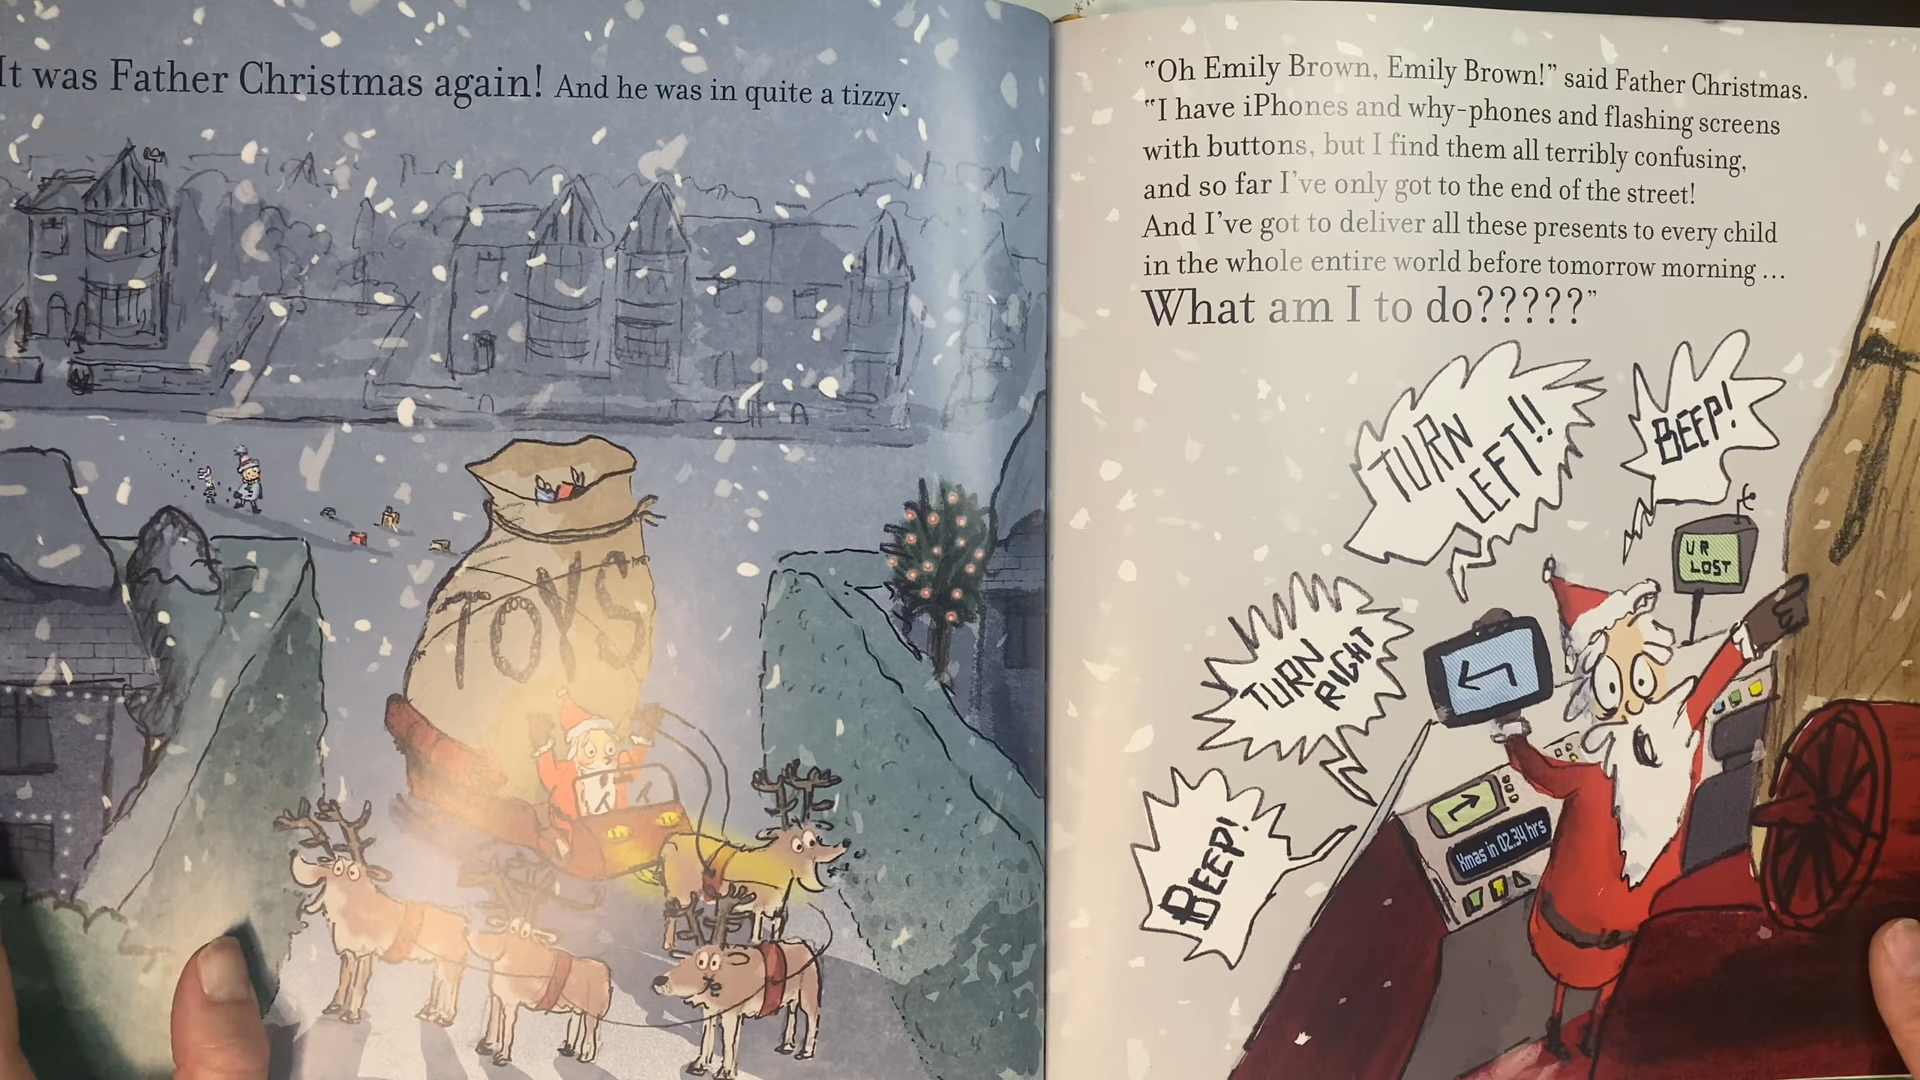 It was Father Christmas again! And he was in quite a tizzy.
TOYS
"Oh Emily Brown, Emily Brown!" said Father Christmas.
"I have iPhones and why-phones and flashing screens
with buttons, but I find them all terribly confusing,
and so far I've only got to the end of the street!
And I've got to deliver all these presents to every child
in the whole entire world before tomorrow morning ...
What am I to do?????"
TURN
LEFT!!
BEEP!
U R
LOST
TURN
RIGHT
BEEP!
Xmas in 02.34 hrs